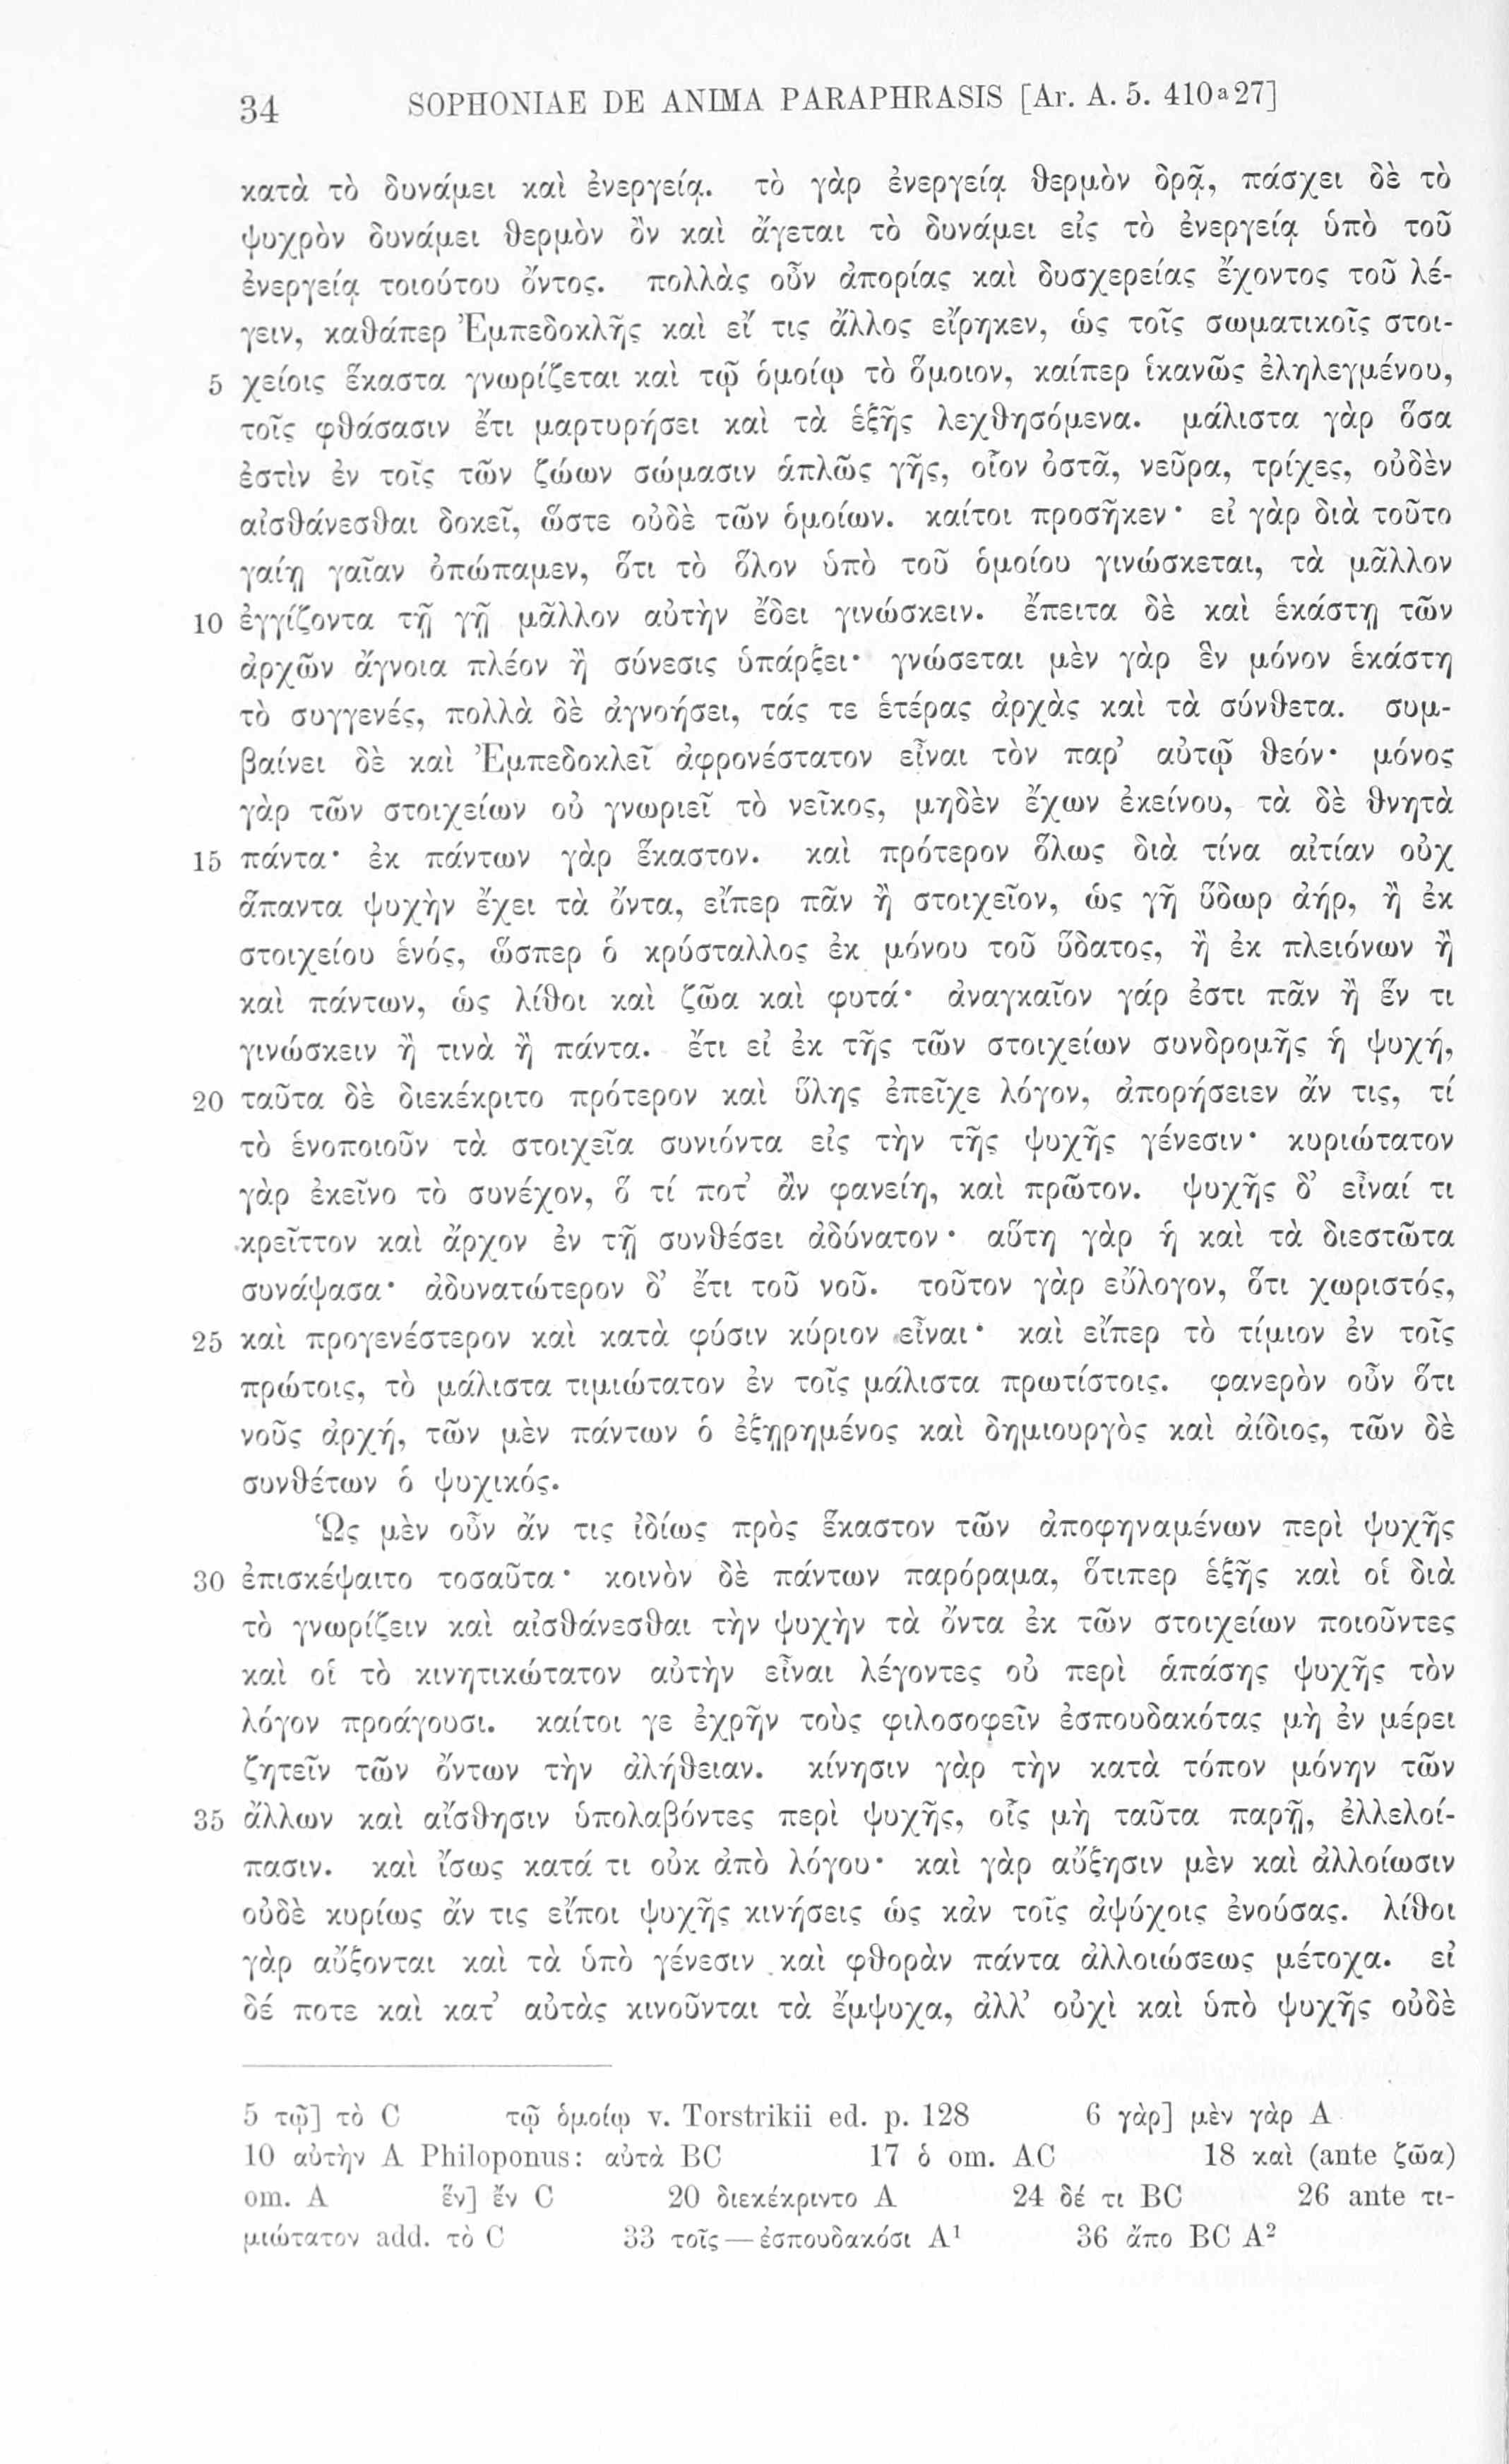 34 SOPHONIAE DE ANIMA PARAPHRASIS [Ar. A. 5. 410ª27]
κατὰ τὸ δυνάμει καὶ ἐνεργείᾳ. τὸ γὰρ ἐνεργείᾳ θερμὸν δρᾷ, πάσχει δὲ τὸ
ψυχρὸν δυνάμει θερμὸν ὂν καὶ ἄγεται τὸ δυνάμει εἰς τὸ ἐνεργείᾳ ὑπὸ τοῦ
ἐνεργείᾳ τοιούτου ὄντος. πολλὰς οὖν ἀπορίας καὶ δυσχερείας ἔχοντος τοῦ λέ-
γειν, καθάπερ Ἐμπεδοκλῆς καὶ εἴ τις ἄλλος εἴρηκεν, ὡς τοῖς σωματικοῖς στοι-
5 χείοις ἕκαστα γνωρίζεται καὶ τῷ ὁμοίῳ τὸ ὅμοιον, καίπερ ἱκανῶς ἐληλεγμένου,
τοῖς φθάσασιν ἔτι μαρτυρήσει καὶ τὰ ἑξῆς λεχθησόμενα. μάλιστα γὰρ ὅσα
ἐστὶν ἐν τοῖς τῶν ζώων σώμασιν ἁπλῶς γῆς, οἷον ὀστᾶ, νεῦρα, τρίχες, οὐδὲν
αἰσθάνεσθαι δοκεῖ, ὥστε οὐδὲ τῶν ὁμοίων. καίτοι προσῆκεν· εἰ γὰρ διὰ τοῦτο
γαίῃ γαῖαν ὀπώπαμεν, ὅτι τὸ ὅλον ὑπὸ τοῦ ὁμοίου γινώσκεται, τὰ μᾶλλον
10 ἐγγίζοντα τῇ γῇ μᾶλλον αὐτὴν ἔδει γινώσκειν. ἔπειτα δὲ καὶ ἑκάστῃ τῶν
ἀρχῶν ἄγνοια πλέον ἢ σύνεσις ὑπάρξει· γνώσεται μὲν γὰρ ἓν μόνον ἑκάστη
τὸ συγγενές, πολλὰ δὲ ἀγνοήσει, τάς τε ἑτέρας ἀρχὰς καὶ τὰ σύνθετα. συμ-
βαίνει δὲ καὶ Ἐμπεδοκλεῖ ἀφρονέστατον εἶναι τὸν παρ’ αὐτῷ θεόν· μόνος
γὰρ τῶν στοιχείων οὐ γνωριεῖ τὸ νεῖκος, μηδὲν ἔχων ἐκείνου, τὰ δὲ θνητὰ
15 πάντα· ἐκ πάντων γὰρ ἕκαστον. καὶ πρότερον ὅλως διὰ τίνα αἰτίαν οὐχ
ἅπαντα ψυχὴν ἔχει τὰ ὄντα, εἴπερ πᾶν ἢ στοιχεῖον, ὡς γῆ ὕδωρ ἀήρ, ἢ ἐκ
στοιχείου ἑνός, ὥσπερ ὁ κρύσταλλος ἐκ μόνου τοῦ ὕδατος, ἢ ἐκ πλειόνων ἢ
καὶ πάντων, ὡς λίθοι καὶ ζῶα καὶ φυτά· ἀναγκαῖον γάρ ἐστι πᾶν ἢ ἕν τι
γινώσκειν ἢ τινὰ ἢ πάντα. ἔτι εἰ ἐκ τῆς τῶν στοιχείων συνδρομῆς ἡ ψυχή,
20 ταῦτα δὲ διεκέκριτο πρότερον καὶ ὕλης ἐπεῖχε λόγον, ἀπορήσειεν ἄν τις, τί
τὸ ἑνοποιοῦν τὰ στοιχεῖα συνιόντα εἰς τὴν τῆς ψυχῆς γένεσιν· κυριώτατον
γὰρ ἐκεῖνο τὸ συνέχον, ὅ τί ποτ’ ἂν φανείη, καὶ πρῶτον. ψυχῆς δ’ εἶναί τι
κρεῖττον καὶ ἄρχον ἐν τῇ συνθέσει ἀδύνατον· αὕτη γὰρ ἡ καὶ τὰ διεστῶτα
συνάψασα· ἀδυνατώτερον δ’ ἔτι τοῦ νοῦ. τοῦτον γὰρ εὔλογον, ὅτι χωριστός,
25 καὶ προγενέστερον καὶ κατὰ φύσιν κύριον εἶναι· καὶ εἴπερ τὸ τίμιον ἐν τοῖς
πρώτοις, τὸ μάλιστα τιμιώτατον ἐν τοῖς μάλιστα πρωτίστοις. φανερὸν οὖν ὅτι
νοῦς ἀρχή, τῶν μὲν πάντων ὁ ἐξῃρημένος καὶ δημιουργὸς καὶ ἀίδιος, τῶν δὲ
συνθέτων ὁ ψυχικός.
Ὡς μὲν οὖν ἄν τις ἰδίως πρὸς ἕκαστον τῶν ἀποφηναμένων περὶ ψυχῆς
30 ἐπισκέψαιτο τοσαῦτα· κοινὸν δὲ πάντων παρόραμα, ὅτιπερ ἑξῆς καὶ οἱ διὰ
τὸ γνωρίζειν καὶ αἰσθάνεσθαι τὴν ψυχὴν τὰ ὄντα ἐκ τῶν στοιχείων ποιοῦντες
καὶ οἱ τὸ κινητικώτατον αὐτὴν εἶναι λέγοντες οὐ περὶ ἁπάσης ψυχῆς τὸν
λόγον προάγουσι. καίτοι γε ἐχρῆν τοὺς φιλοσοφεῖν ἐσπουδακότας μὴ ἐν μέρει
ζητεῖν τῶν ὄντων τὴν ἀλήθειαν. κίνησιν γὰρ τὴν κατὰ τόπον μόνην τῶν
35 ἄλλων καὶ αἴσθησιν ὑπολαβόντες περὶ ψυχῆς, οἷς μὴ ταῦτα παρῇ, ἐλλελοί-
πασιν. καὶ ἴσως κατά τι οὐκ ἀπὸ λόγου· καὶ γὰρ αὔξησιν μὲν καὶ ἀλλοίωσιν
οὐδὲ κυρίως ἄν τις εἴποι ψυχῆς κινήσεις ὡς κἀν τοῖς ἀψύχοις ἐνούσας. λίθοι
γὰρ αὔξονται καὶ τὰ ὑπὸ γένεσιν καὶ φθορὰν πάντα ἀλλοιώσεως μέτοχα. εἰ
δέ ποτε καὶ κατ’ αὐτὰς κινοῦνται τὰ ἔμψυχα, ἀλλ’ οὐχὶ καὶ ὑπὸ ψυχῆς οὐδὲ
5 τῷ] τὸ C τῷ ὁμοίῳ v. Torstrikii ed. p. 128 6 γὰρ] μὲν γὰρ A
10 αὐτὴν A Philoponus: αὐτὰ BC 17 ὁ om. AC 18 καὶ (ante ζῶα)
om. A ἕν] ἔν C 20 διεκέκριντο A 24 δέ τι BC 26 ante τι-
μιώτατον add. τὸ C 33 τοῖς — ἐσπουδακόσι A¹ 36 ἄπο BC A²